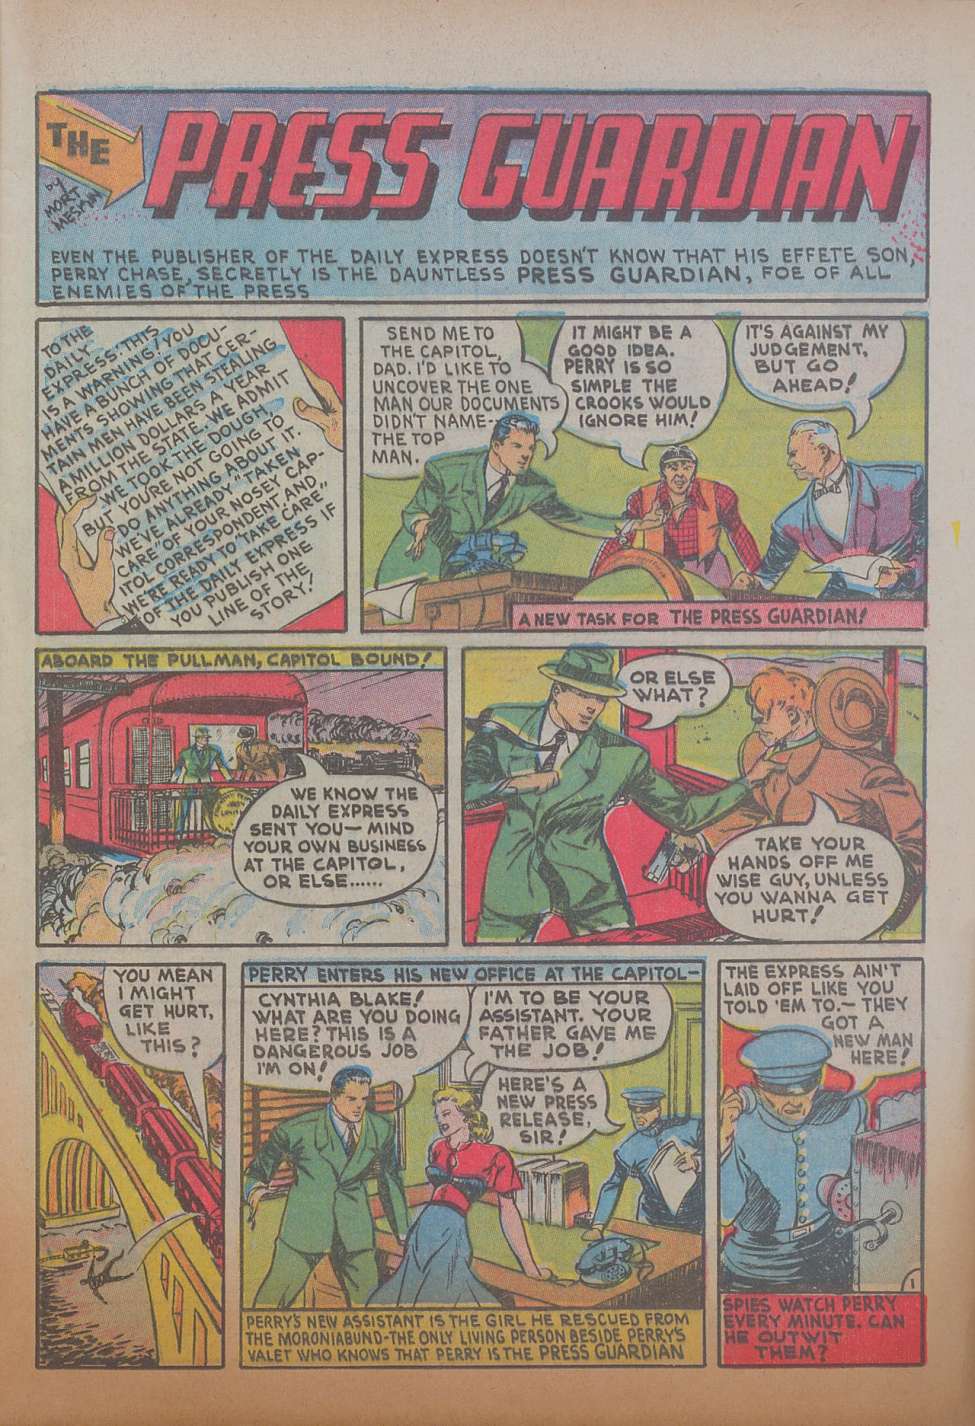 THE
PRESS GUARDIAN
by
MORT
MESKIN
EVEN THE PUBLISHER OF THE DAILY EXPRESS DOESN'T KNOW THAT HIS EFFETE SON,
PERRY CHASE, SECRETLY IS THE DAUNTLESS PRESS GUARDIAN, FOE OF ALL
ENEMIES OF THE PRESS
TO THE
DAILY
EXPRESS: THIS
IS A WARNING! YOU
HAVE A BUNCH OF DOCU-
MENTS SHOWING THAT CER-
TAIN MEN HAVE BEEN STEALING
A MILLION DOLLARS A YEAR
FROM THE STATE. WE ADMIT
WE TOOK THE DOUGH,
BUT YOU'RE NOT GOING TO
DO ANYTHING ABOUT IT.
WE'VE ALREADY "TAKEN
CARE" OF YOUR NOSEY CAP-
ITOL CORRESPONDENT AND
WE'RE READY TO "TAKE CARE"
OF THE DAILY EXPRESS IF
YOU PUBLISH ONE
LINE OF THE
STORY!
SEND ME TO
THE CAPITOL,
DAD. I'D LIKE TO
UNCOVER THE ONE
MAN OUR DOCUMENTS
DIDN'T NAME--
THE TOP
MAN.
IT MIGHT BE A
GOOD IDEA.
PERRY IS SO
SIMPLE THE
CROOKS WOULD
IGNORE HIM!
IT'S AGAINST MY
JUDGEMENT,
BUT GO
AHEAD!
A NEW TASK FOR THE PRESS GUARDIAN!
ABOARD THE PULLMAN, CAPITOL BOUND!
WE KNOW THE
DAILY EXPRESS
SENT YOU— MIND
YOUR OWN BUSINESS
AT THE CAPITOL,
OR ELSE......
OR ELSE
WHAT?
TAKE YOUR
HANDS OFF ME
WISE GUY, UNLESS
YOU WANNA GET
HURT!
YOU MEAN
I MIGHT
GET HURT,
LIKE
THIS?
PERRY ENTERS HIS NEW OFFICE AT THE CAPITOL-
CYNTHIA BLAKE!
WHAT ARE YOU DOING
HERE? THIS IS A
DANGEROUS JOB
I'M ON!
I'M TO BE YOUR
ASSISTANT. YOUR
FATHER GAVE ME
THE JOB!
HERE'S A
NEW PRESS
RELEASE,
SIR!
PERRY'S NEW ASSISTANT IS THE GIRL HE RESCUED FROM
THE MORONIABUND-THE ONLY LIVING PERSON BESIDE PERRY'S
VALET WHO KNOWS THAT PERRY IS THE PRESS GUARDIAN
THE EXPRESS AIN'T
LAID OFF LIKE YOU
TOLD 'EM TO.— THEY
GOT A
NEW MAN
HERE!
1
SPIES WATCH PERRY
EVERY MINUTE. CAN
HE OUTWIT
THEM?